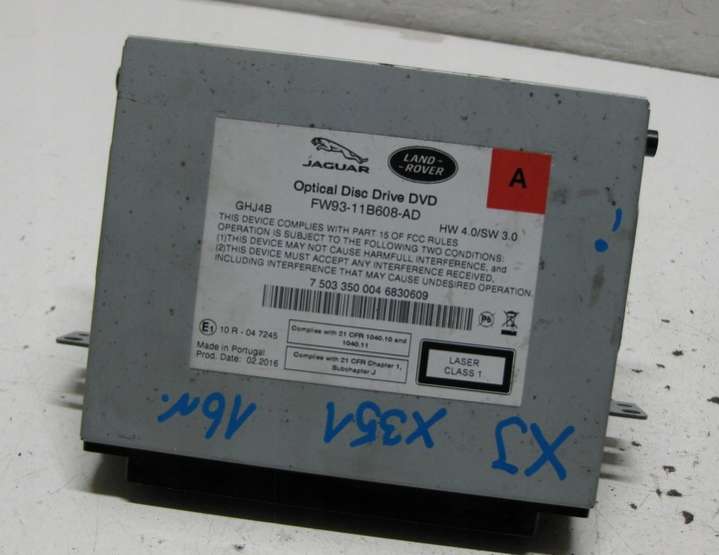 JAGUAR
LAND-
-ROVER
A
Optical Disc Drive DVD
GHJ4B
FW93-11B608-AD
HW 4.0/SW 3.0
THIS DEVICE COMPLIES WITH PART 15 OF FCC RULES
OPERATION IS SUBJECT TO THE FOLLOWING TWO CONDITIONS:
(1)THIS DEVICE MAY NOT CAUSE HARMFULL INTERFERENCE, and
(2)THIS DEVICE MUST ACCEPT ANY INTERFERENCE RECEIVED,
INCLUDING INTERFERENCE THAT MAY CAUSE UNDESIRED OPERATION.
7 503 350 004 6830609
E1 10 R - 04 7245
Complies with 21 CFR 1040.10 and
1040.11
P6
Made in Portugal
Prod. Date: 02.2016
Complies with 21 CFR Chapter 1,
Subchapter J
LASER
CLASS 1
XJ X351 16r.